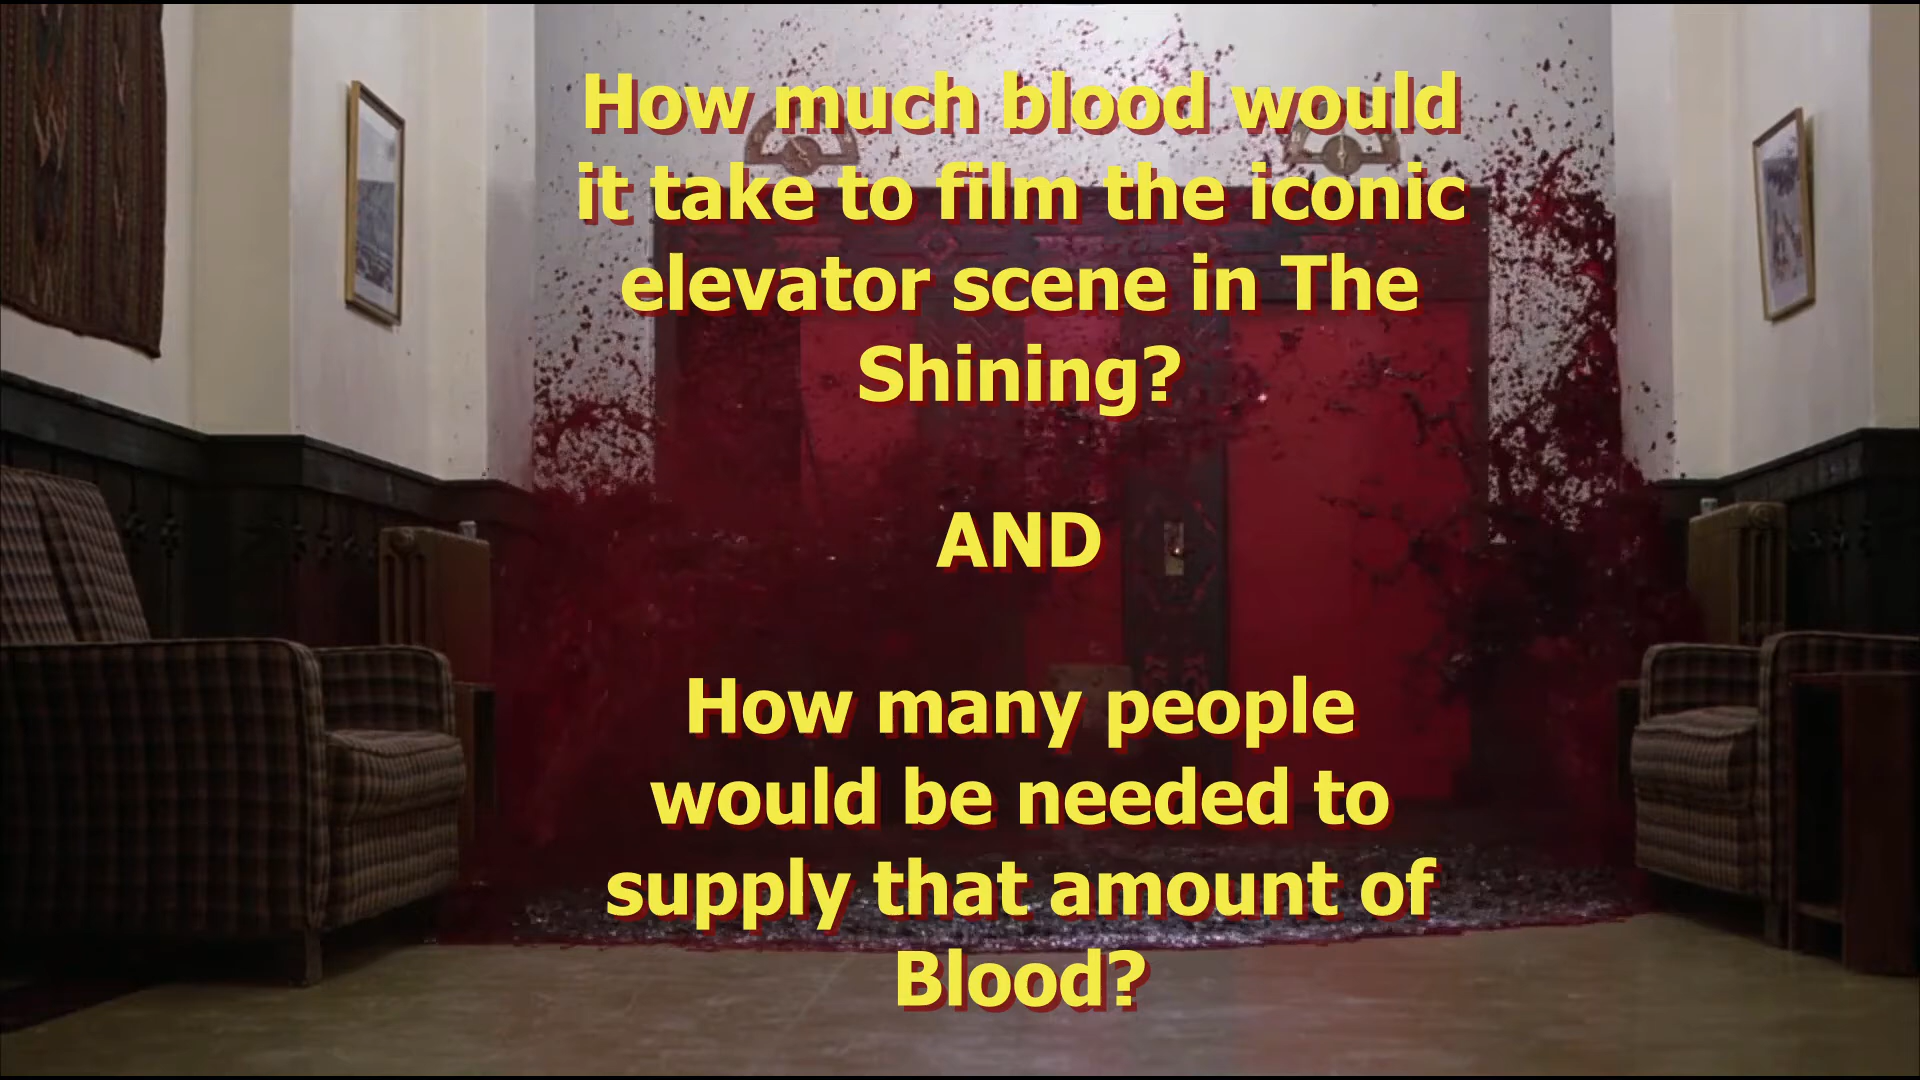 How much blood would
it take to film the iconic
elevator scene in The
Shining?
AND
How many people
would be needed to
supply that amount of
Blood?